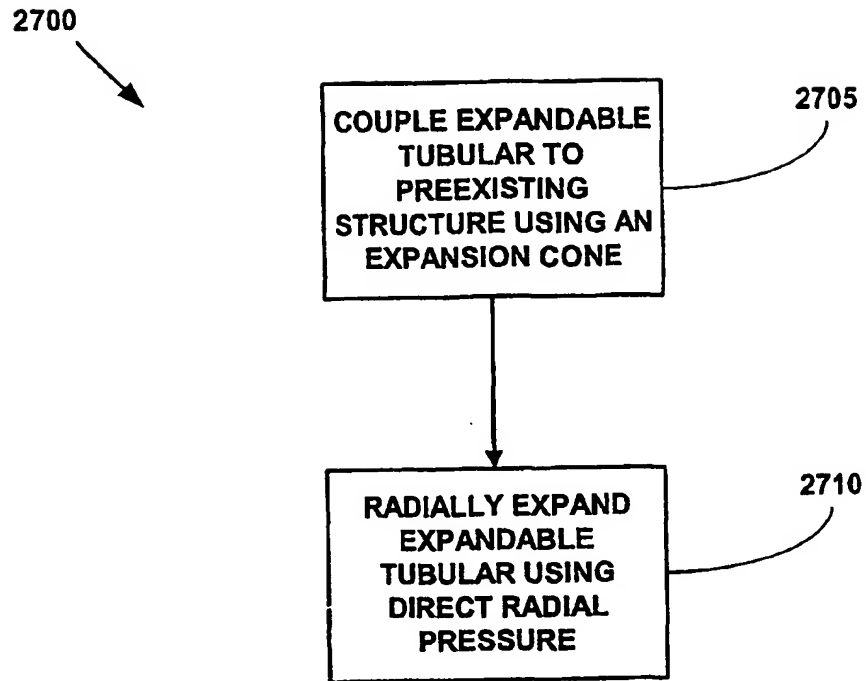 2700
2705
COUPLE EXPANDABLE
TUBULAR TO
PREEXISTING
STRUCTURE USING AN
EXPANSION CONE
2710
RADIALLY EXPAND
EXPANDABLE
TUBULAR USING
DIRECT RADIAL
PRESSURE